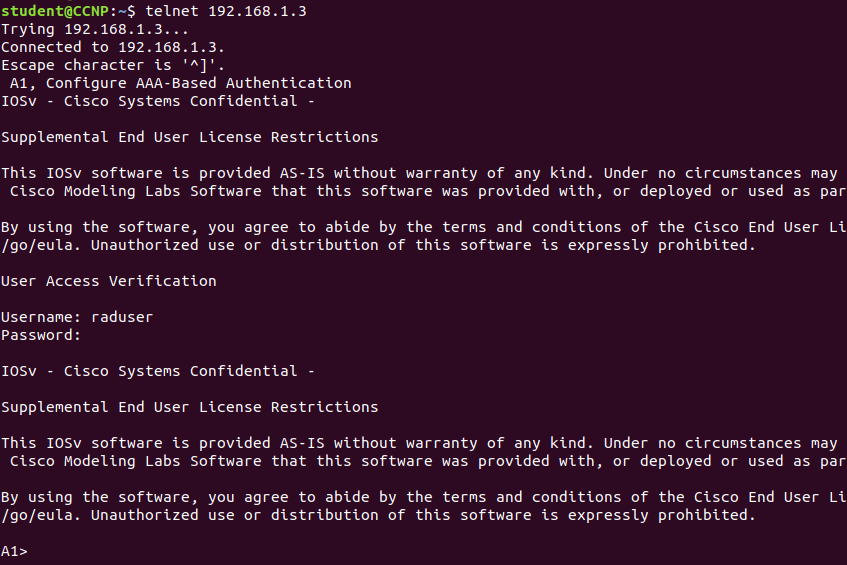 student@CCNP:~$ telnet 192.168.1.3
Trying 192.168.1.3...
Connected to 192.168.1.3.
Escape character is '^]'.
 A1, Configure AAA-Based Authentication
IOSv - Cisco Systems Confidential -

Supplemental End User License Restrictions

This IOSv software is provided AS-IS without warranty of any kind. Under no circumstances may
 Cisco Modeling Labs Software that this software was provided with, or deployed or used as par

By using the software, you agree to abide by the terms and conditions of the Cisco End User Li
/go/eula. Unauthorized use or distribution of this software is expressly prohibited.

User Access Verification

Username: raduser
Password:

IOSv - Cisco Systems Confidential -

Supplemental End User License Restrictions

This IOSv software is provided AS-IS without warranty of any kind. Under no circumstances may
 Cisco Modeling Labs Software that this software was provided with, or deployed or used as par

By using the software, you agree to abide by the terms and conditions of the Cisco End User Li
/go/eula. Unauthorized use or distribution of this software is expressly prohibited.

A1>